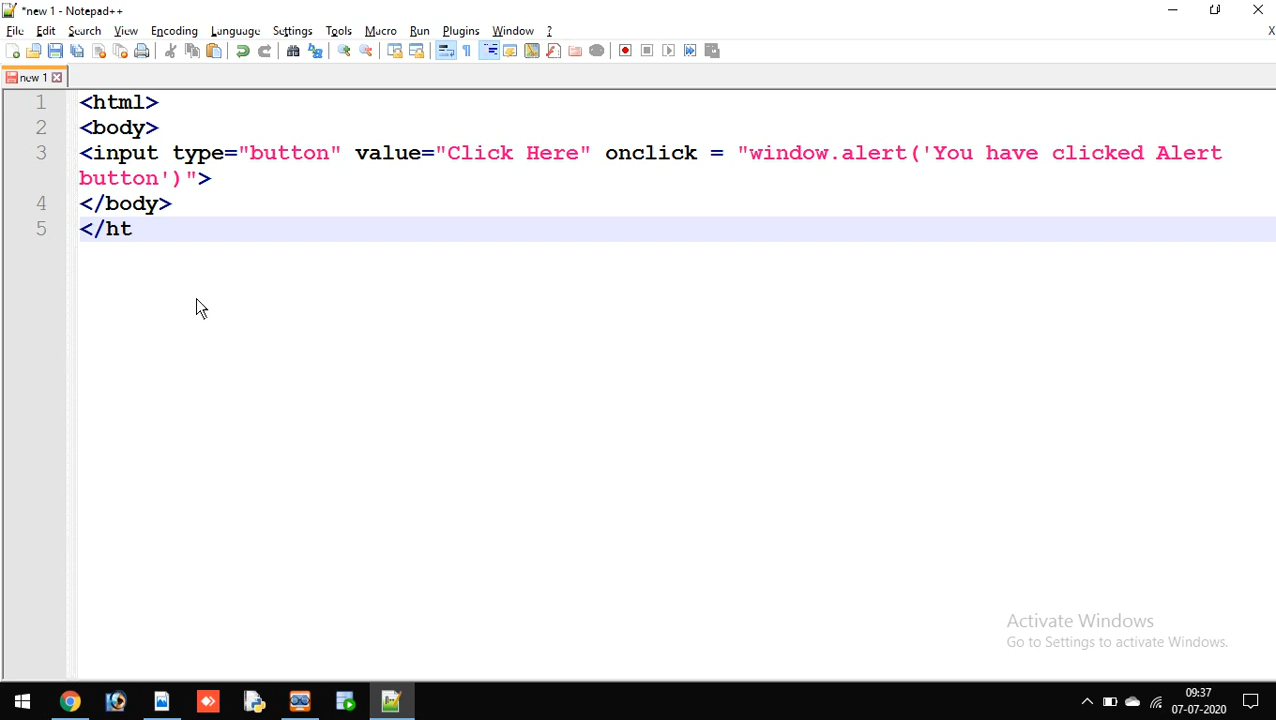 *new 1 - Notepad++
File Edit Search View Encoding Language Settings Tools Macro Run Plugins Window ? X
new 1
1 <html>
2 <body>
3 <input type="button" value="Click Here" onclick = "window.alert('You have clicked Alert
button')">
4 </body>
5 </ht
Activate Windows
Go to Settings to activate Windows.
09:37
07-07-2020